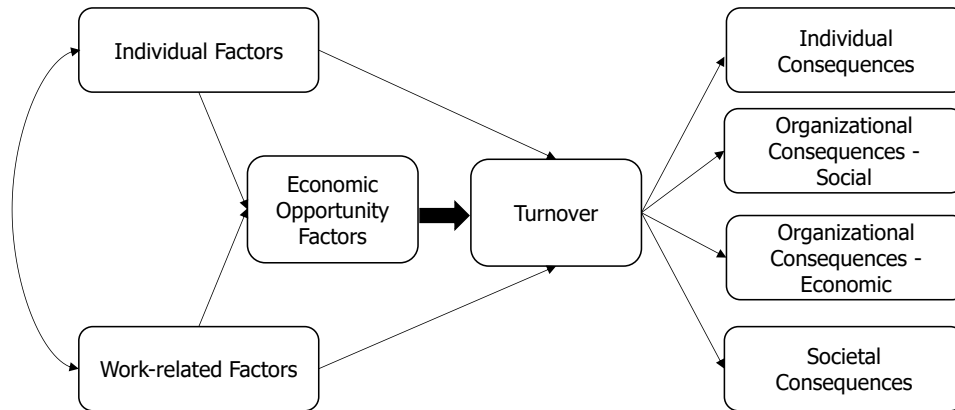 Individual Factors
Economic
Opportunity
Factors
Work-related Factors
Turnover
Individual
Consequences
Organizational
Consequences -
Social
Organizational
Consequences -
Economic
Societal
Consequences